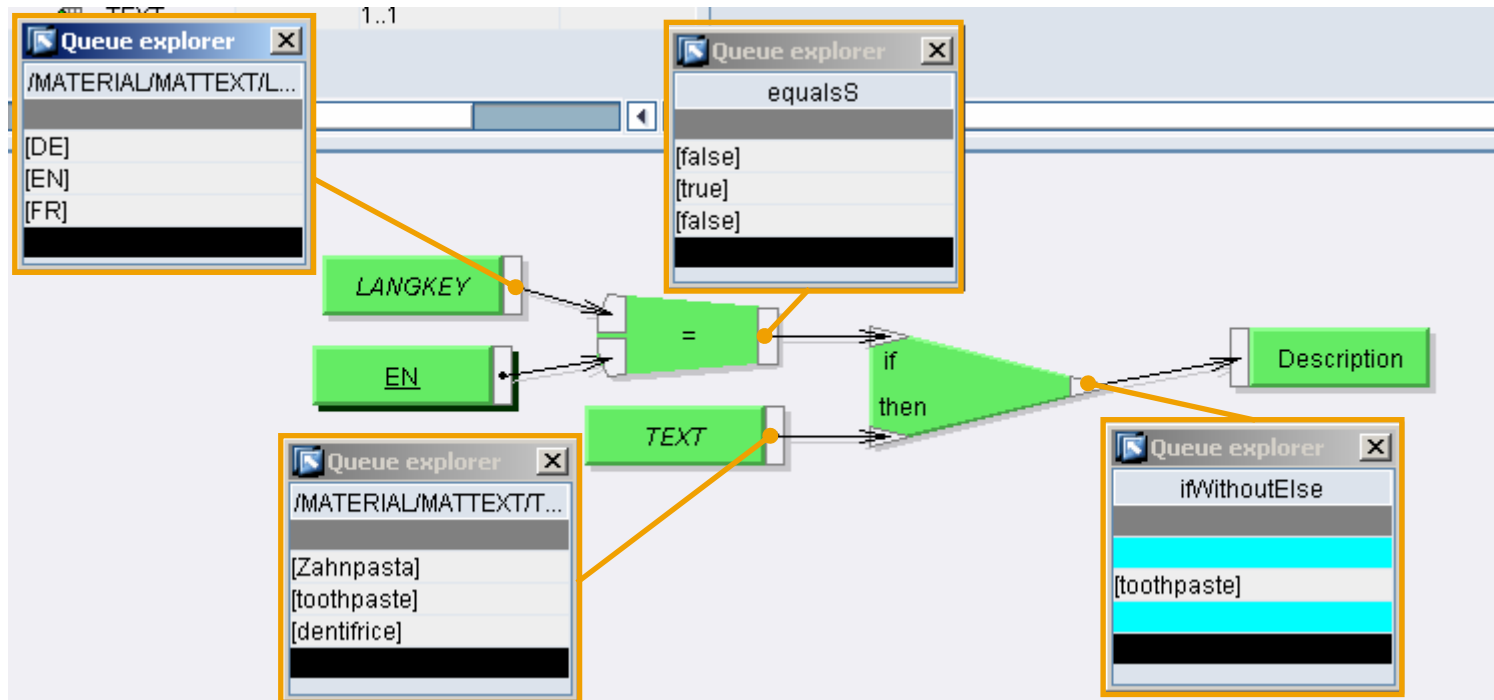 TEXT 1..1
Queue explorer
/MATERIAL/MATTEXT/L...
[DE]
[EN]
[FR]
Queue explorer
equalsS
[false]
[true]
[false]
LANGKEY
=
EN
if
then
TEXT
Description
Queue explorer
/MATERIAL/MATTEXT/T...
[Zahnpasta]
[toothpaste]
[dentifrice]
Queue explorer
ifWithoutElse
[toothpaste]